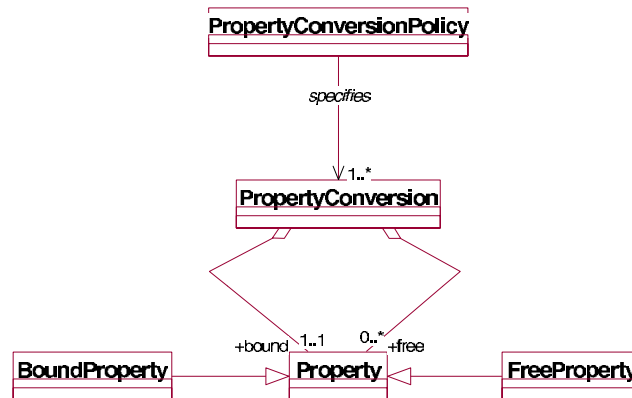 PropertyConversionPolicy
specifies
1..*
PropertyConversion
1..1 0..*
+bound +free
BoundProperty Property FreeProperty